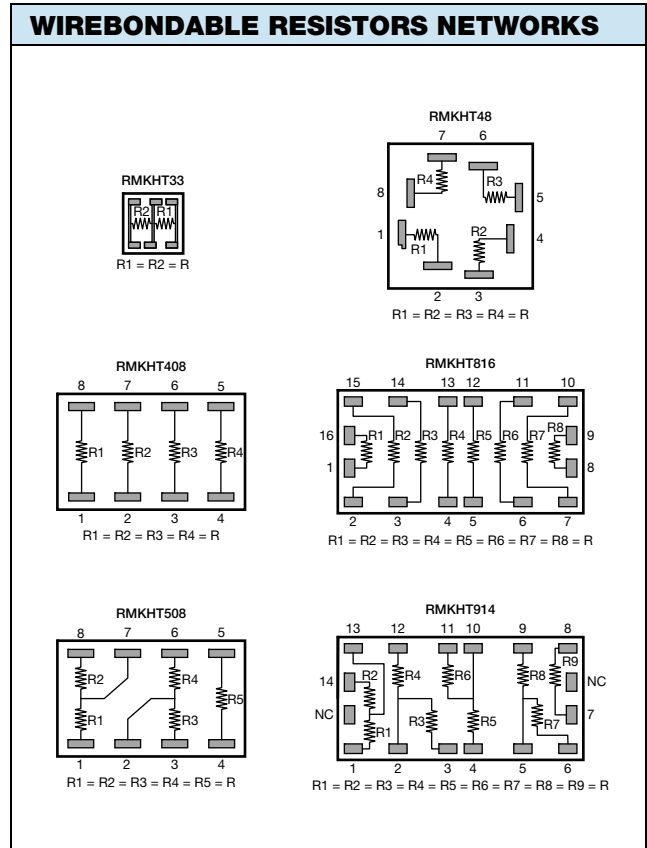 WIREBONDABLE RESISTORS NETWORKS
RMKHT33
R2 R1
R1 = R2 = R
RMKHT48
7 6
R4 R3
8 5
1 4
R1 R2
2 3
R1 = R2 = R3 = R4 = R
RMKHT408
8 7 6 5
R1 R2 R3 R4
1 2 3 4
R1 = R2 = R3 = R4 = R
RMKHT816
15 14 13 12 11 10
16 R1 R2 R3 R4 R5 R6 R7 R8 9
1 8
2 3 4 5 6 7
R1 = R2 = R3 = R4 = R5 = R6 = R7 = R8 = R
RMKHT508
8 7 6 5
R2 R4
R5
R1 R3
1 2 3 4
R1 = R2 = R3 = R4 = R5 = R
RMKHT914
13 12 11 10 9 8
R9
14 R2 R4 R6 R8 NC
NC R1 R3 R5 R7 7
1 2 3 4 5 6
R1 = R2 = R3 = R4 = R5 = R6 = R7 = R8 = R9 = R